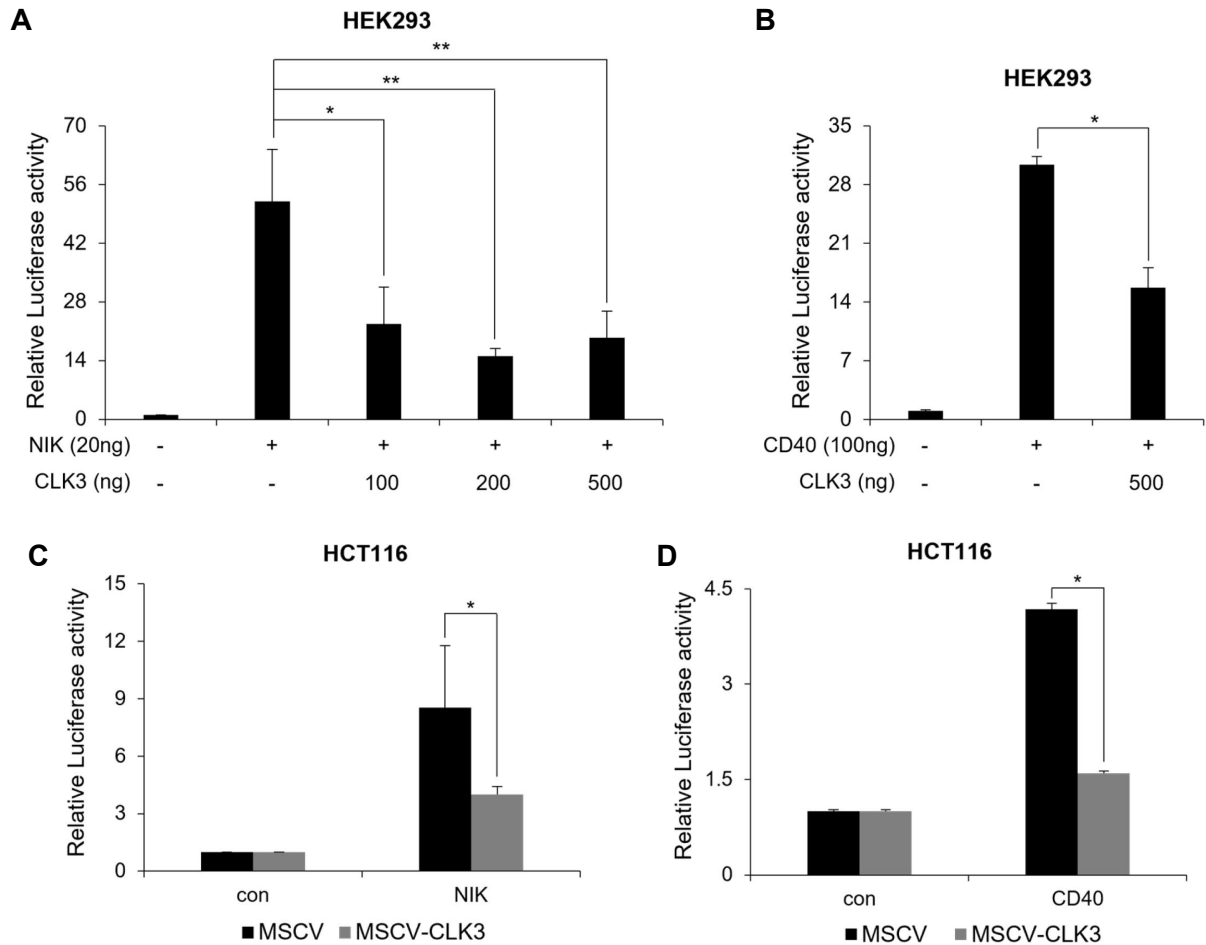 A
HEK293
**
**
*
70
56
42
28
14
0
Relative Luciferase activity
NIK (20ng) - + + + +
CLK3 (ng) - - 100 200 500
B
HEK293
*
35
28
21
14
7
0
Relative Luciferase activity
CD40 (100ng) - + +
CLK3 (ng) - - 500
C
HCT116
*
15
12
9
6
3
0
Relative Luciferase activity
con NIK
MSCV MSCV-CLK3
D
HCT116
*
4.5
4
1.5
0
Relative Luciferase activity
con CD40
MSCV MSCV-CLK3